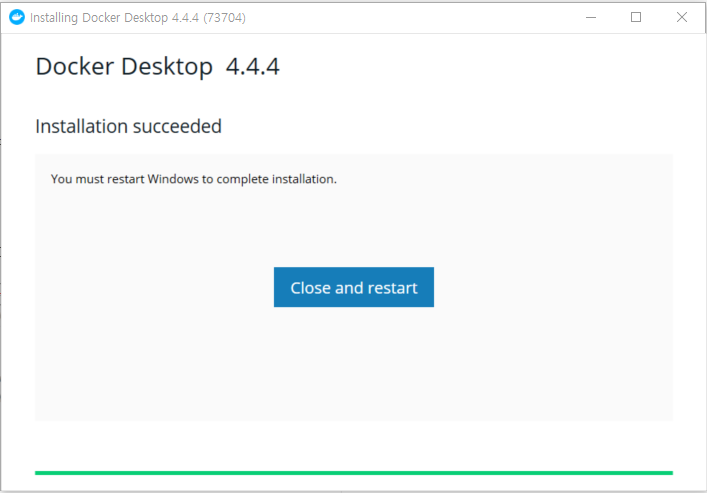 Installing Docker Desktop 4.4.4 (73704)
Docker Desktop 4.4.4
Installation succeeded
You must restart Windows to complete installation.
Close and restart